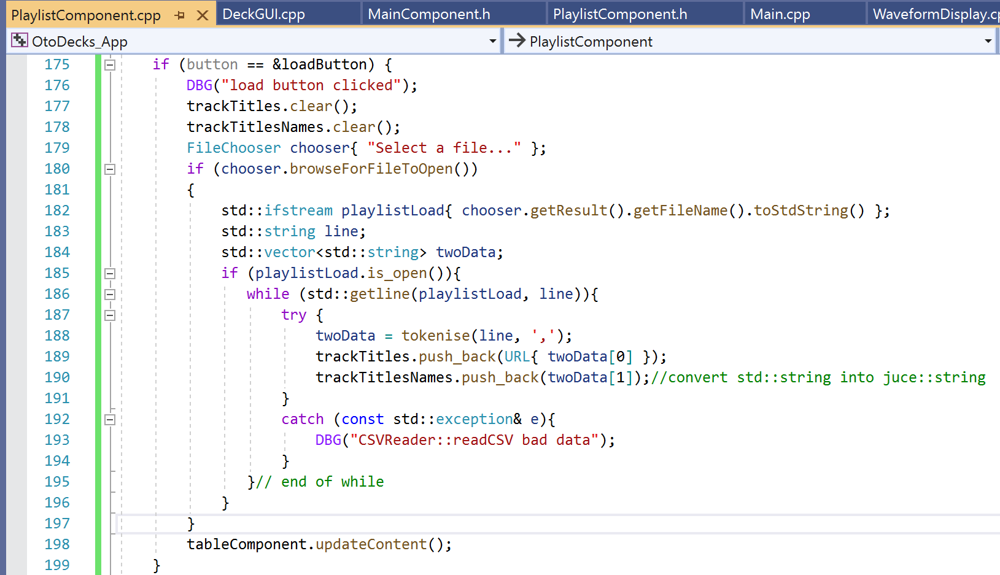 PlaylistComponent.cpp DeckGUI.cpp MainComponent.h PlaylistComponent.h Main.cpp WaveformDisplay.cp
OtoDecks_App PlaylistComponent
175 if (button == &loadButton) {
176 DBG("load button clicked");
177 trackTitles.clear();
178 trackTitlesNames.clear();
179 FileChooser chooser{ "Select a file..." };
180 if (chooser.browseForFileToOpen())
181 {
182 std::ifstream playlistLoad{ chooser.getResult().getFileName().toStdString() };
183 std::string line;
184 std::vector<std::string> twoData;
185 if (playlistLoad.is_open()){
186 while (std::getline(playlistLoad, line)){
187 try {
188 twoData = tokenise(line, ',');
189 trackTitles.push_back(URL{ twoData[0] });
190 trackTitlesNames.push_back(twoData[1]);//convert std::string into juce::string
191 }
192 catch (const std::exception& e){
193 DBG("CSVReader::readCSV bad data");
194 }
195 }// end of while
196 }
197 }
198 tableComponent.updateContent();
199 }